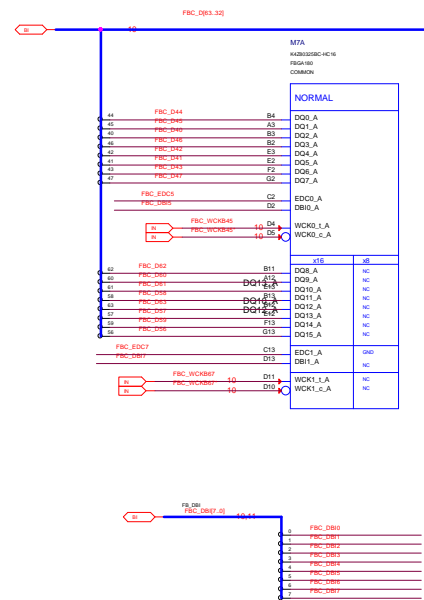 FBC_D[63..32]
BI
10
M7A
K4Z80325BC-HC16
FBGA180
COMMON
NORMAL
FBC_D44
44
B4
DQ0_A
FBC_D45
45
A3
DQ1_A
FBC_D40
40
B3
DQ2_A
FBC_D46
46
B2
DQ3_A
FBC_D42
42
E3
DQ4_A
FBC_D41
41
E2
DQ5_A
FBC_D43
43
F2
DQ6_A
FBC_D47
47
G2
DQ7_A
FBC_EDC5
C2
EDC0_A
FBC_DBI5
D2
DBI0_A
IN
FBC_WCKB45
10
D4
WCK0_t_A
IN
FBC_WCKB45*
10
D5
WCK0_c_A
x16
x8
FBC_D62
62
B11
DQ8_A
NC
FBC_D60
60
A12
DQ9_A
NC
FBC_D61
61
DQ10_A
NC
FBC_D58
58
B13
DQ11_A
NC
FBC_D63
63
DQ12_A
NC
FBC_D57
57
E12
DQ13_A
NC
FBC_D59
59
F13
DQ14_A
NC
FBC_D56
56
G13
DQ15_A
NC
FBC_EDC7
C13
EDC1_A
GND
FBC_DBI7
D13
DBI1_A
NC
IN
FBC_WCKB67
10
D11
WCK1_t_A
NC
IN
FBC_WCKB67*
10
D10
WCK1_c_A
NC
FB_DBI
BI
FBC_DBI[7..0]
10,11
0
FBC_DBI0
1
FBC_DBI1
2
FBC_DBI2
3
FBC_DBI3
4
FBC_DBI4
5
FBC_DBI5
6
FBC_DBI6
7
FBC_DBI7